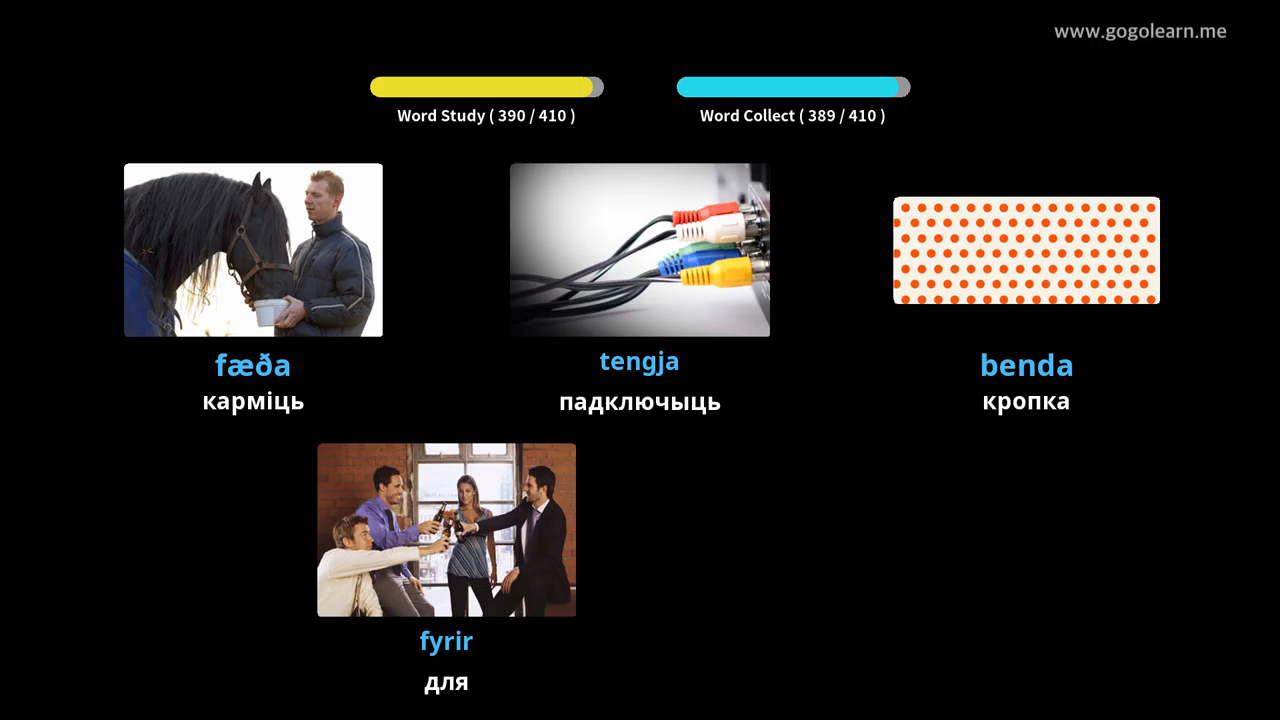 www.gogolearn.me
Word Study ( 390 / 410 )
Word Collect ( 389 / 410 )
fæða
карміць
tengja
падключыць
benda
кропка
fyrir
для